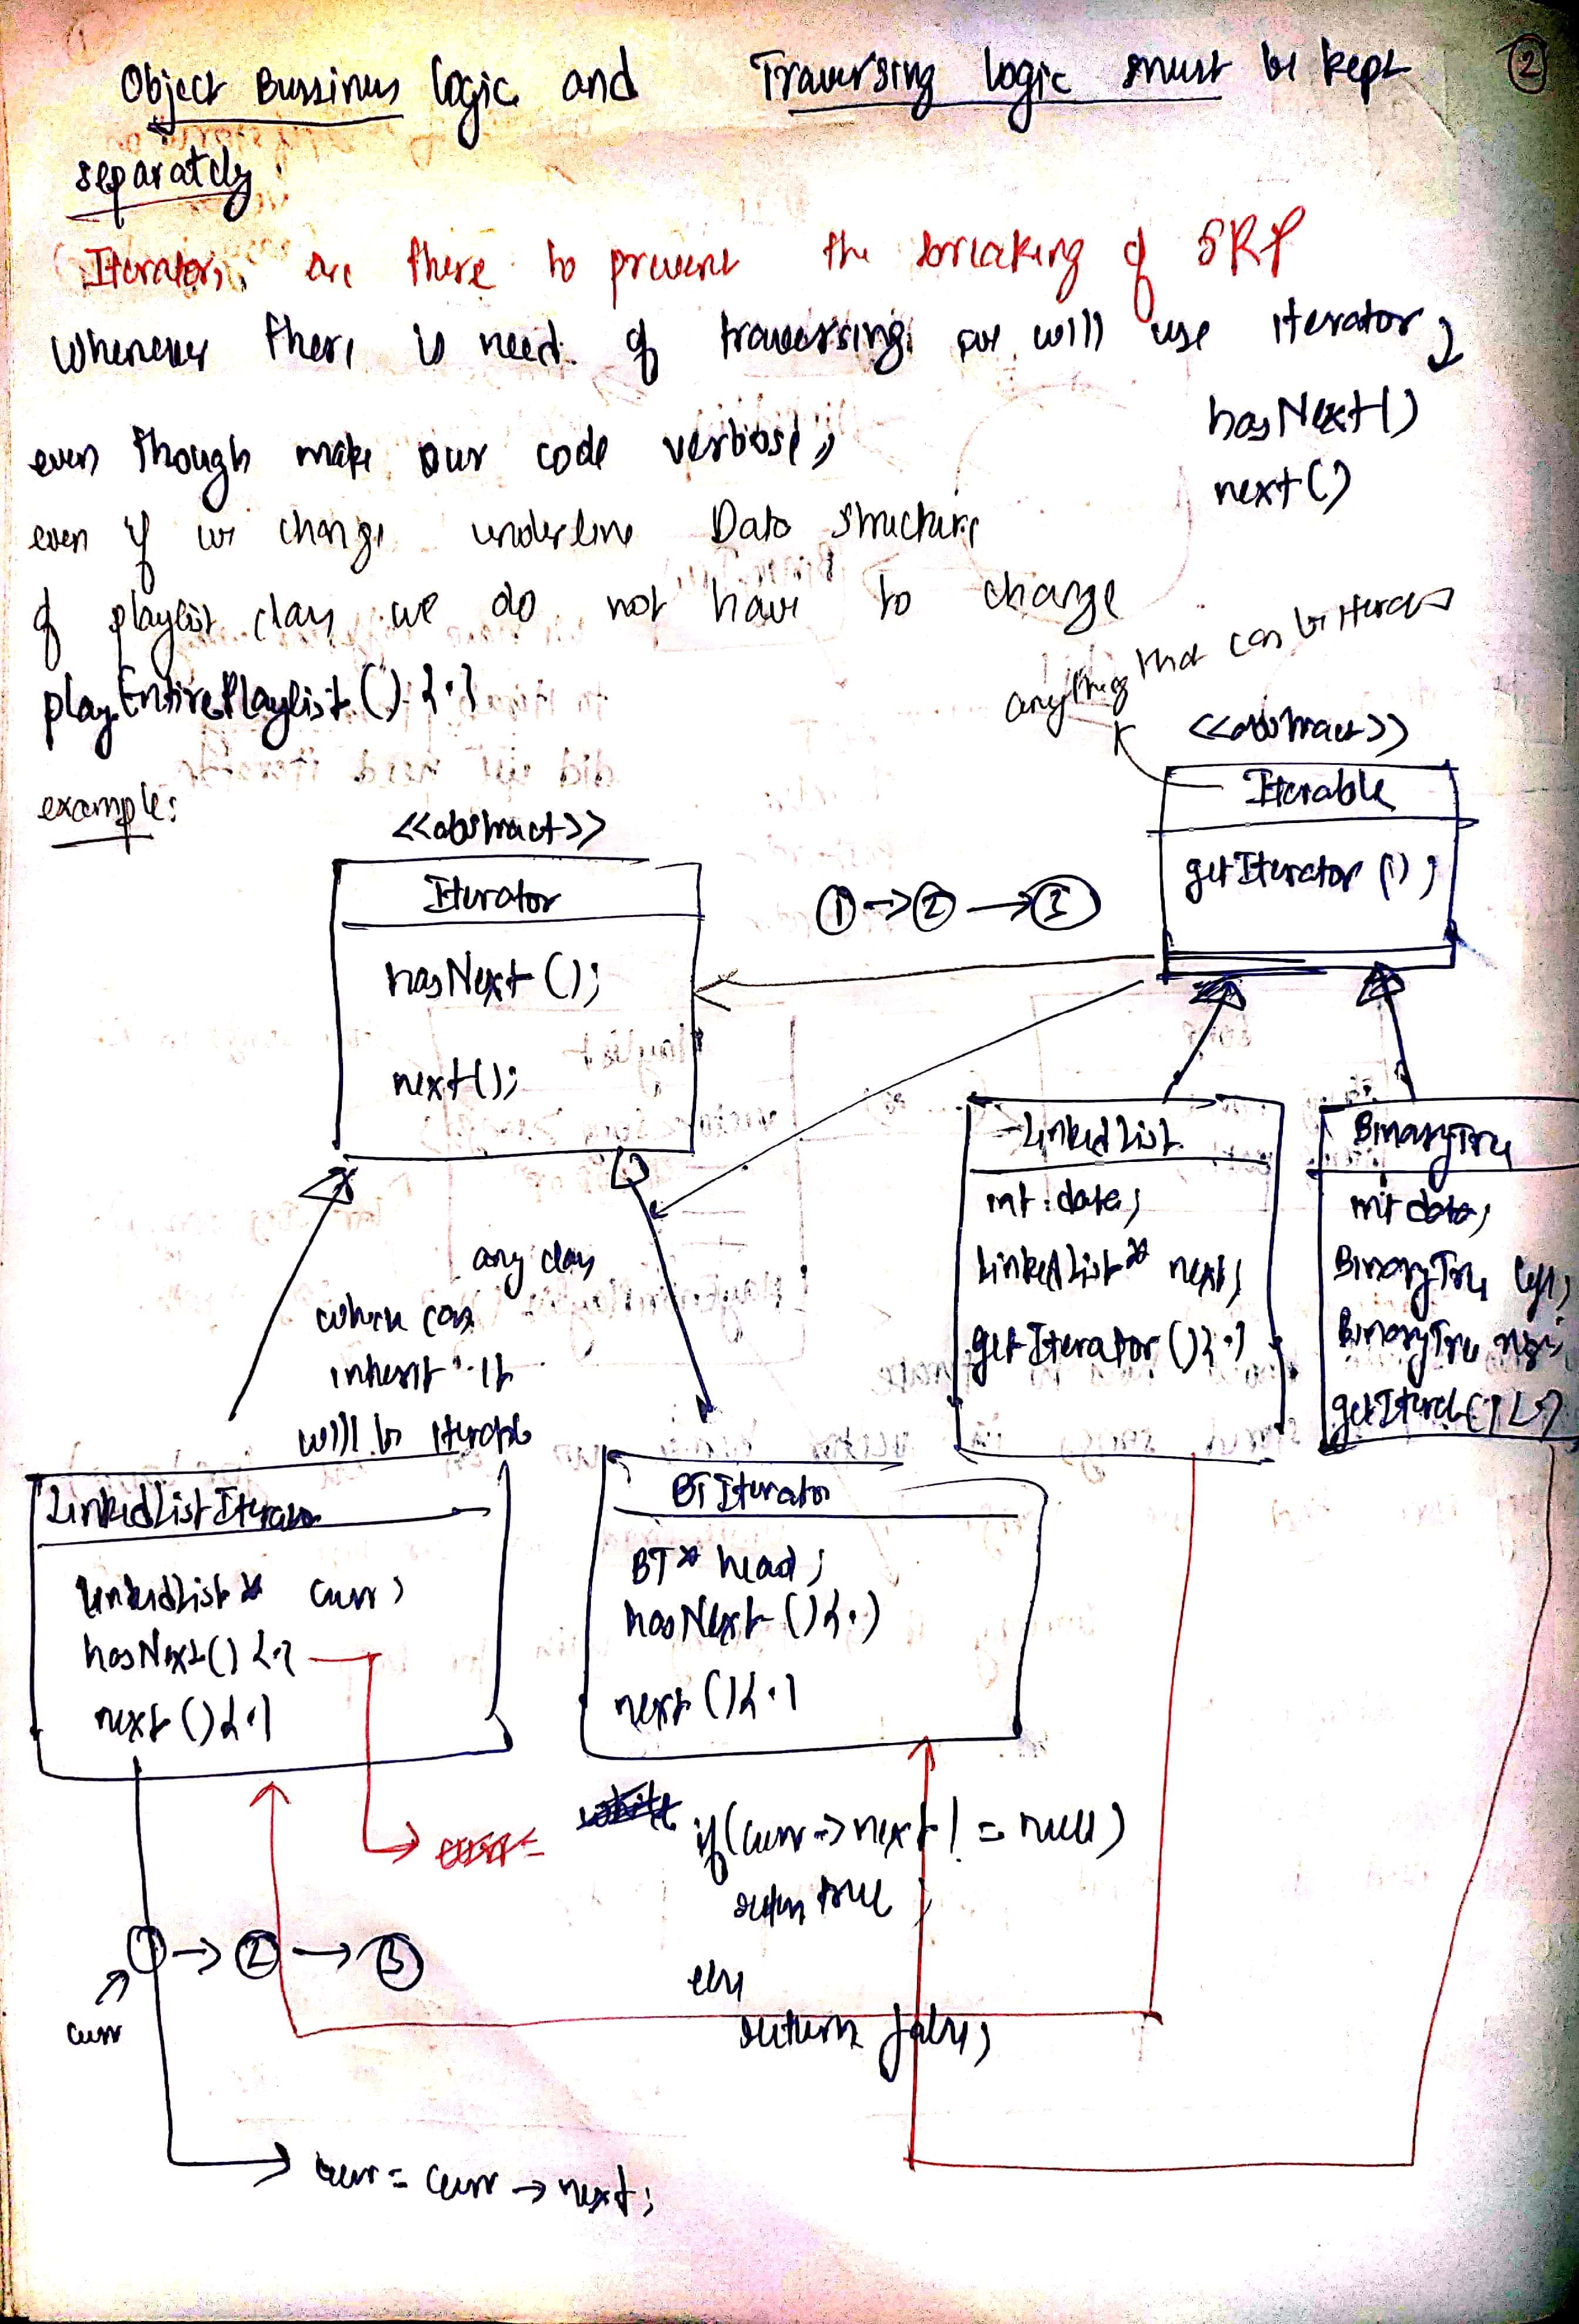 ②
Object Bussiness logic and Traversing logic must be kept
separately
Iterators are there to prevent the breaking of SRP
Whenever there is need of traversing we will use iterator
hasNext()
next()
even though make our code verbose,
even if we change underline Data Structure
of playlist class we do not have to change
playEntirePlaylist() {.}
anything that can be iterated
example:
<<abstract>>
Iterable
getIterator();
<<abstract>>
Iterator
hasNext();
next();
① -> ② -> ③
LinkedList
int data;
LinkedList* next;
getIterator(){.}
BinaryTree
int data;
BinaryTree left;
BinaryTree
any class
which can
inherit it
will be iterable
LinkedListIterator
LinkedList* curr;
hasNext() {.}
next() {.}
BTIterator
BT* head;
hasNext(){.}
next(){.}
if(curr->next != null)
return true;
else
return false;
① -> ② -> ③
curr
curr = curr -> next;